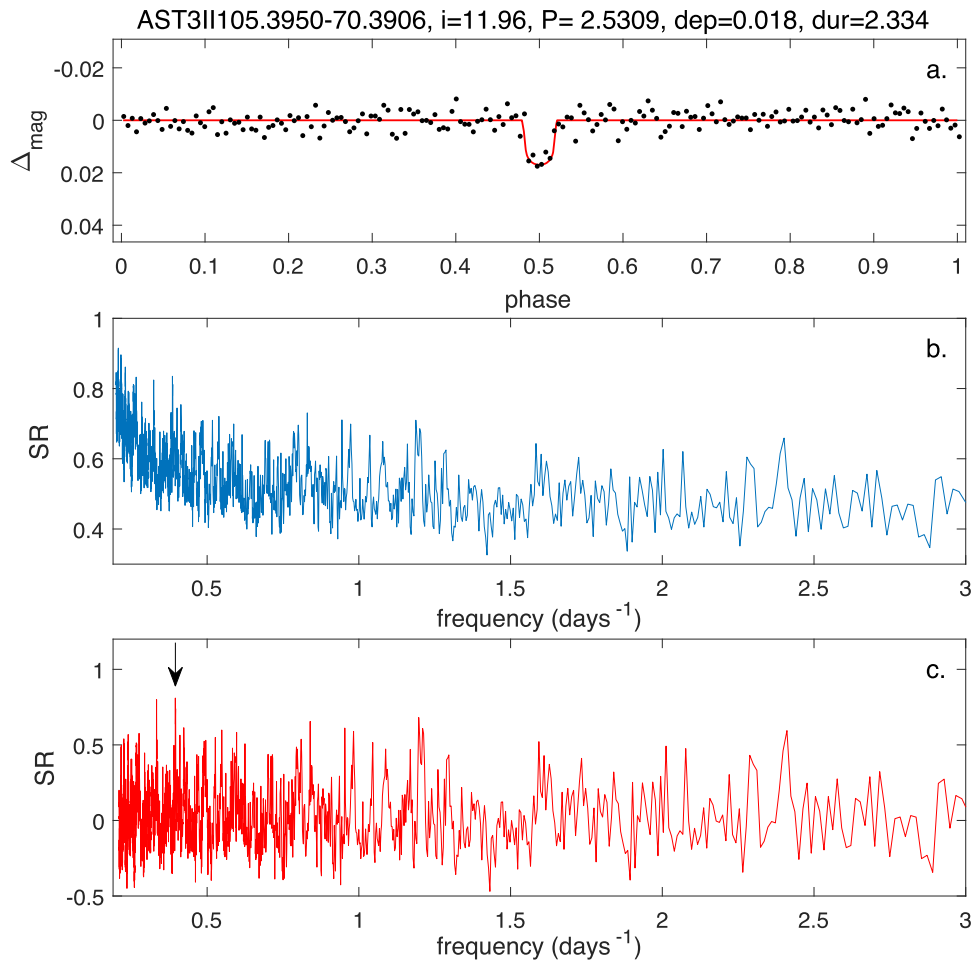 AST3II105.3950-70.3906, i=11.96, P= 2.5309, dep=0.018, dur=2.334
a.
-0.02
0
0.02
0.04
Δmag
0 0.1 0.2 0.3 0.4 0.5 0.6 0.7 0.8 0.9 1
phase
b.
1
0.8
0.6
0.4
SR
0.5 1 1.5 2 2.5 3
frequency (days -1)
c.
1
0.5
0
-0.5
SR
0.5 1 1.5 2 2.5 3
frequency (days -1)